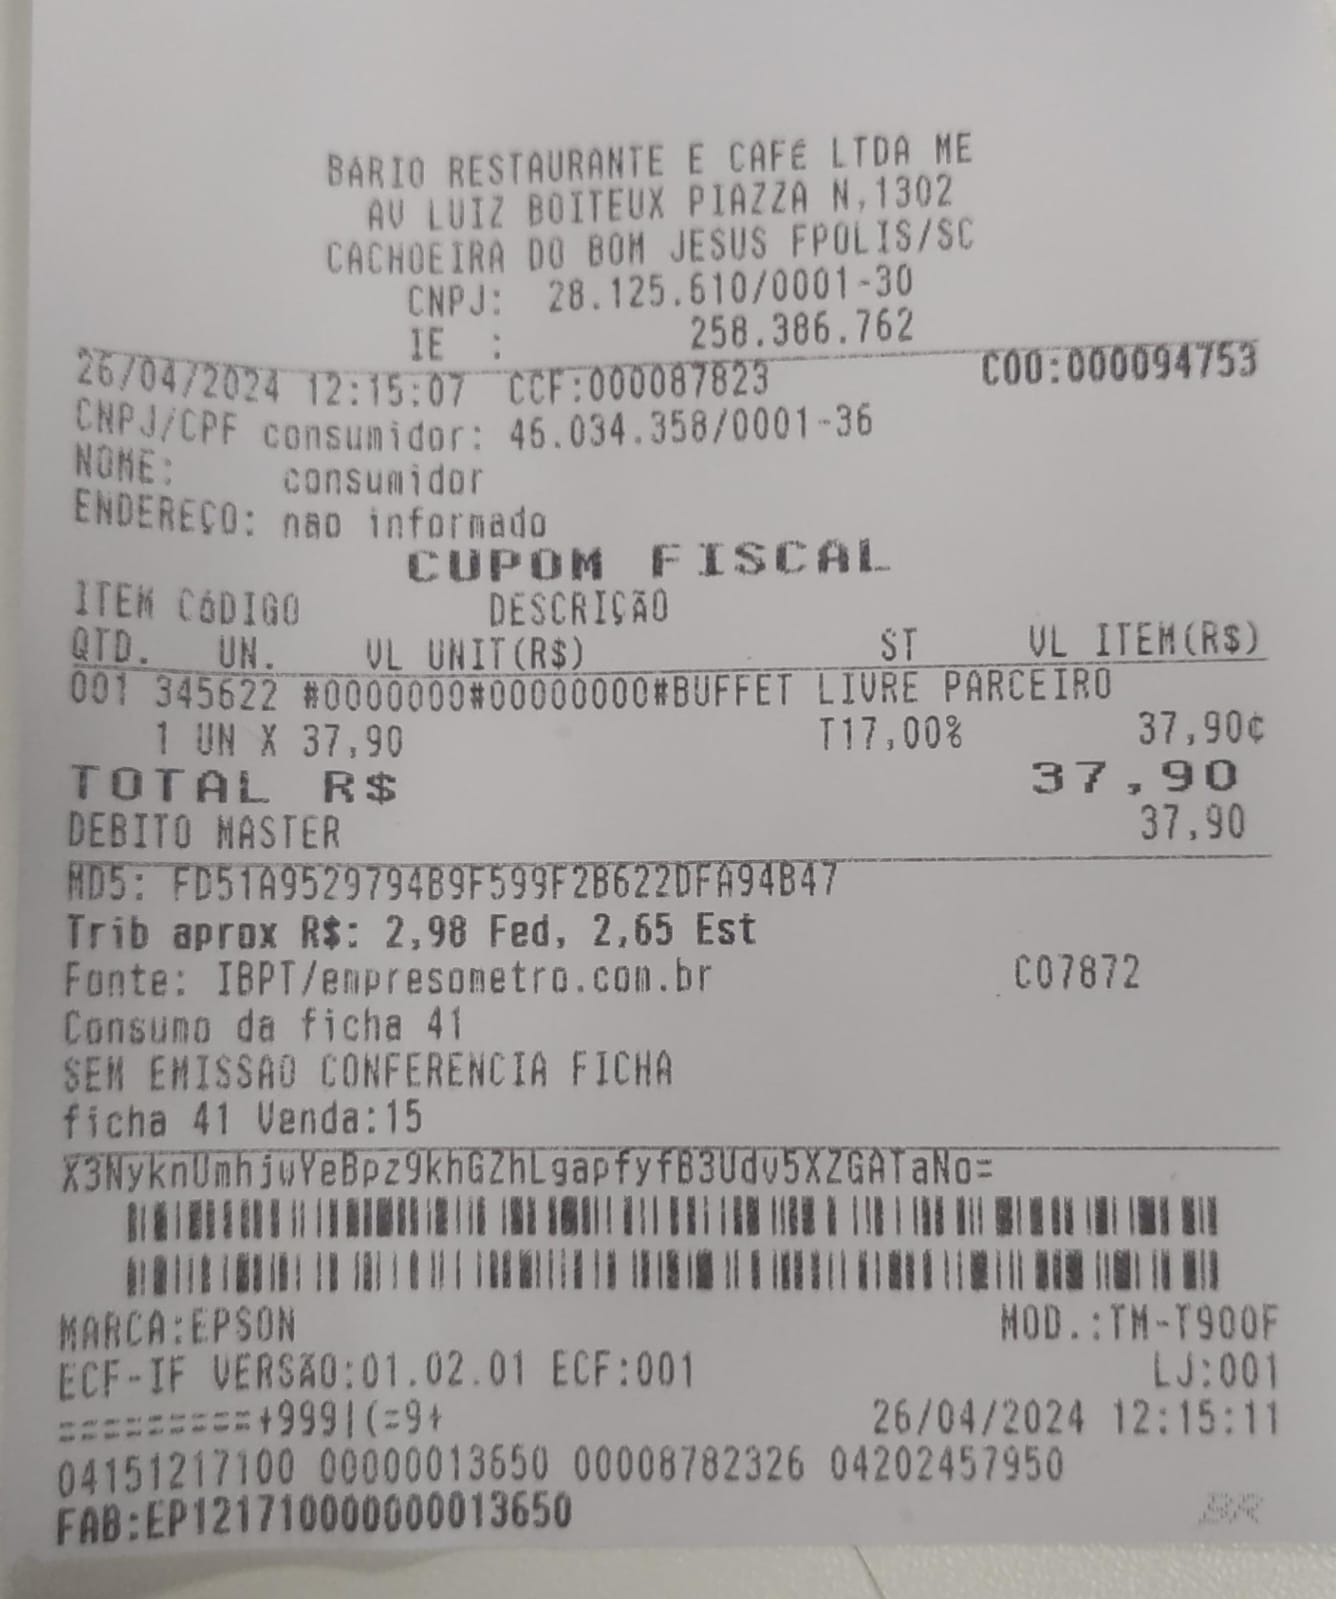 BARIO RESTAURANTE E CAFé LTDA ME
AV LUIZ BOITEUX PIAZZA N,1302
CACHOEIRA DO BOM JESUS FPOLIS/SC
CNPJ: 28.125.610/0001-30
IE : 258.386.762
26/04/2024 12:15:07 CCF:000087823 COO:000094753
CNPJ/CPF consumidor: 46.034.358/0001-36
NOME: consumidor
ENDEREÇO: nao informado
CUPOM FISCAL
ITEM CóDIGO DESCRIÇÃO
QTD. UN. VL UNIT(R$) ST VL ITEM(R$)
001 345622 #0000000#00000000#BUFFET LIVRE PARCEIRO
1 UN X 37,90 T17,00% 37,90¢
TOTAL R$ 37,90
DEBITO MASTER 37,90
MD5: FD51A9529794B9F599F2B622DFA94B47
Trib aprox R$: 2,98 Fed, 2,65 Est
Fonte: IBPT/empresometro.com.br C07872
Consumo da ficha 41
SEM EMISSAO CONFERENCIA FICHA
ficha 41 Venda:15
X3NyknUmhjwYeBpz9khGZhLgapfyfB3Udv5XZGATaNo=
MARCA:EPSON MOD.:TM-T900F
ECF-IF VERSÃO:01.02.01 ECF:001 LJ:001
=========+999|(=9+ 26/04/2024 12:15:11
04151217100 00000013650 00008782326 04202457950
FAB:EP121710000000013650
BR